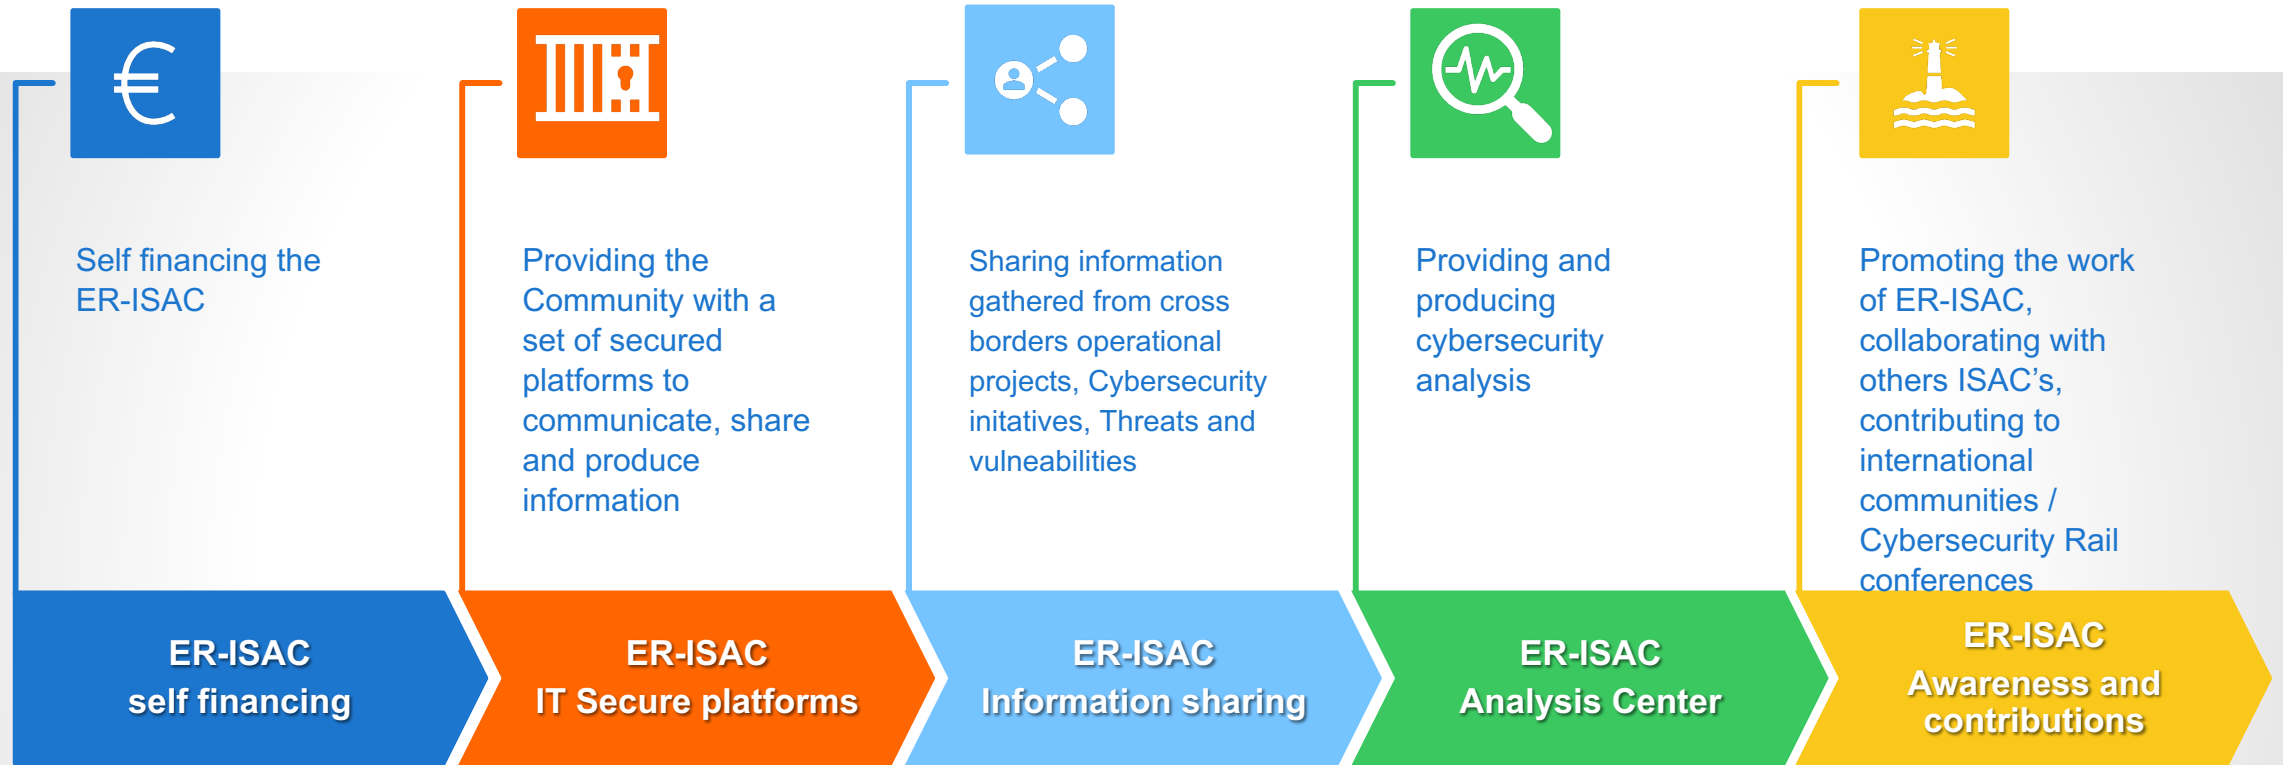 €
Self financing the
ER-ISAC
Providing the
Community with a
set of secured
platforms to
communicate, share
and produce
information
Sharing information
gathered from cross
borders operational
projects, Cybersecurity
initatives, Threats and
vulneabilities
Providing and
producing
cybersecurity
analysis
Promoting the work
of ER-ISAC,
collaborating with
others ISAC’s,
contributing to
international
communities /
Cybersecurity Rail
conferences
ER-ISAC
self financing
ER-ISAC
IT Secure platforms
ER-ISAC
Information sharing
ER-ISAC
Analysis Center
ER-ISAC
Awareness and
contributions